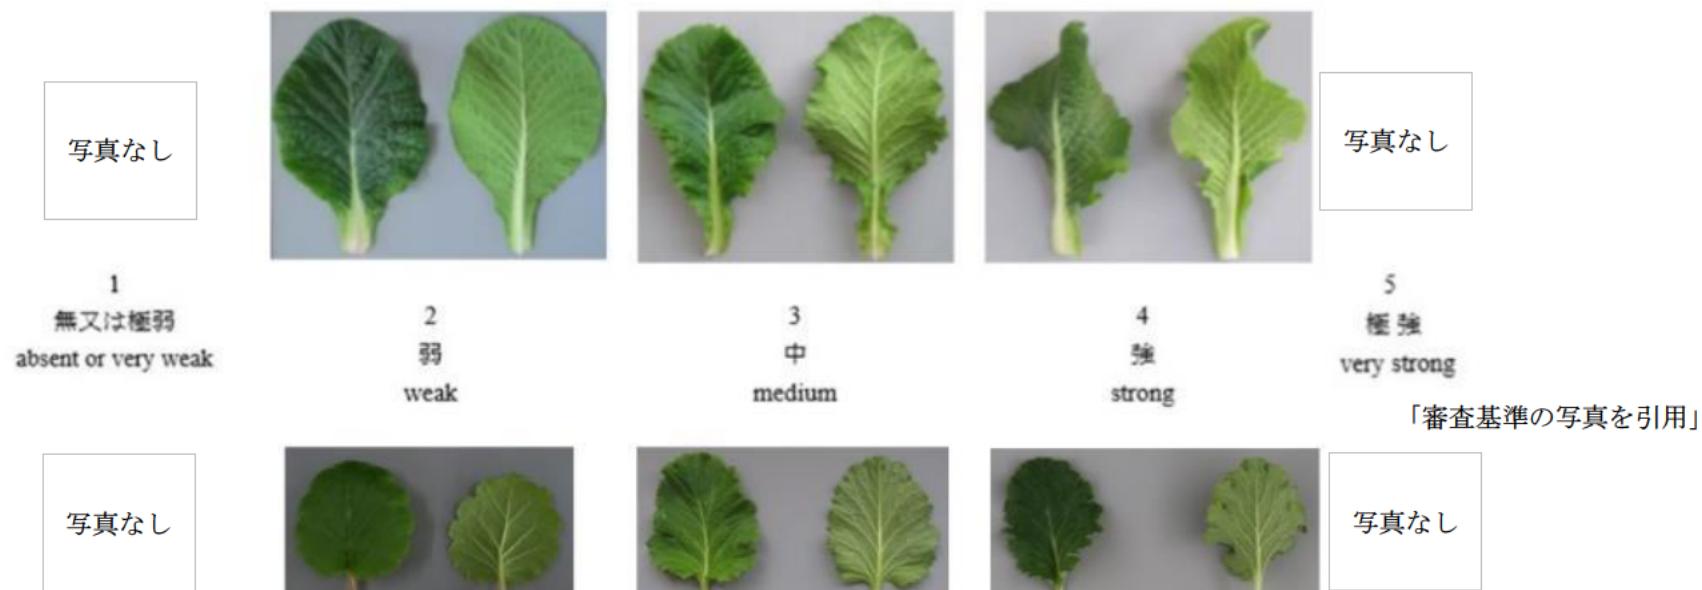 写真なし
写真なし
1
無又は極弱
absent or very weak
2
弱
weak
3
中
medium
4
強
strong
5
極 強
very strong
「審査基準の写真を引用」
写真なし
写真なし